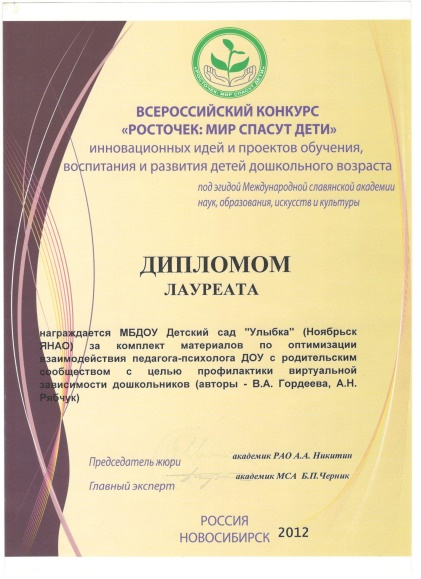 "РОСТОЧЕК: МИР СПАСУТ ДЕТИ"
ВСЕРОССИЙСКИЙ КОНКУРС
«РОСТОЧЕК: МИР СПАСУТ ДЕТИ»
инновационных идей и проектов обучения,
воспитания и развития детей дошкольного возраста
под эгидой Международной славянской академии
наук, образования, искусств и культуры
ДИПЛОМОМ
ЛАУРЕАТА
награждается МБДОУ Детский сад "Улыбка" (Ноябрьск
ЯНАО) за комплект материалов по оптимизации
взаимодействия педагога-психолога ДОУ с родительским
сообществом с целью профилактики виртуальной
зависимости дошкольников (авторы - В.А. Гордеева, А.Н.
Рябчук)
Председатель жюри академик РАО А.А. Никитин
Главный эксперт академик МСА Б.П.Черник
РОССИЯ
НОВОСИБИРСК 2012